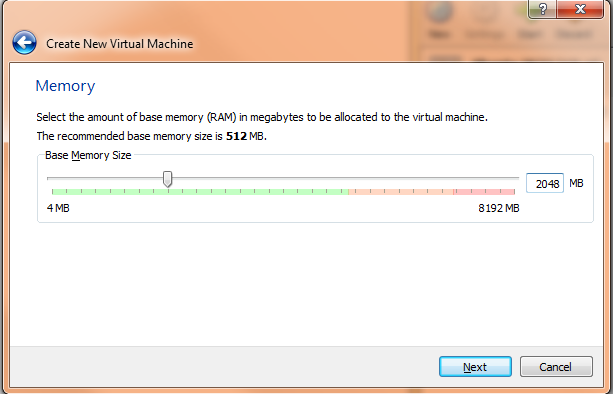 ?
Create New Virtual Machine
Memory
Select the amount of base memory (RAM) in megabytes to be allocated to the virtual machine.
The recommended base memory size is 512 MB.
Base Memory Size
2048 MB
4 MB 8192 MB
Next Cancel